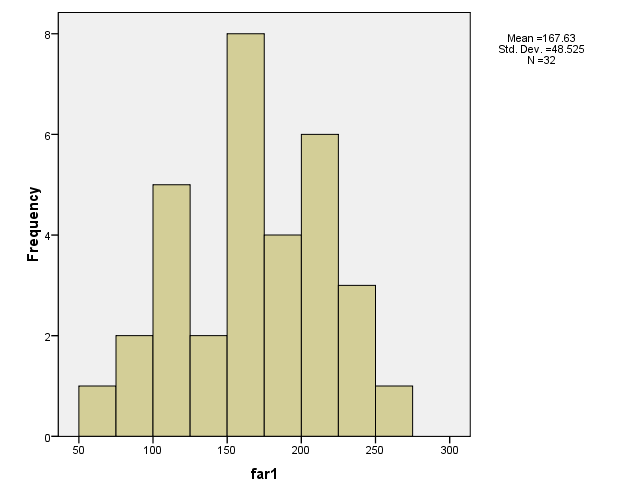 Mean =167.63
Std. Dev. =48.525
N =32
Frequency
8
6
4
2
0
50 100 150 200 250 300
far1